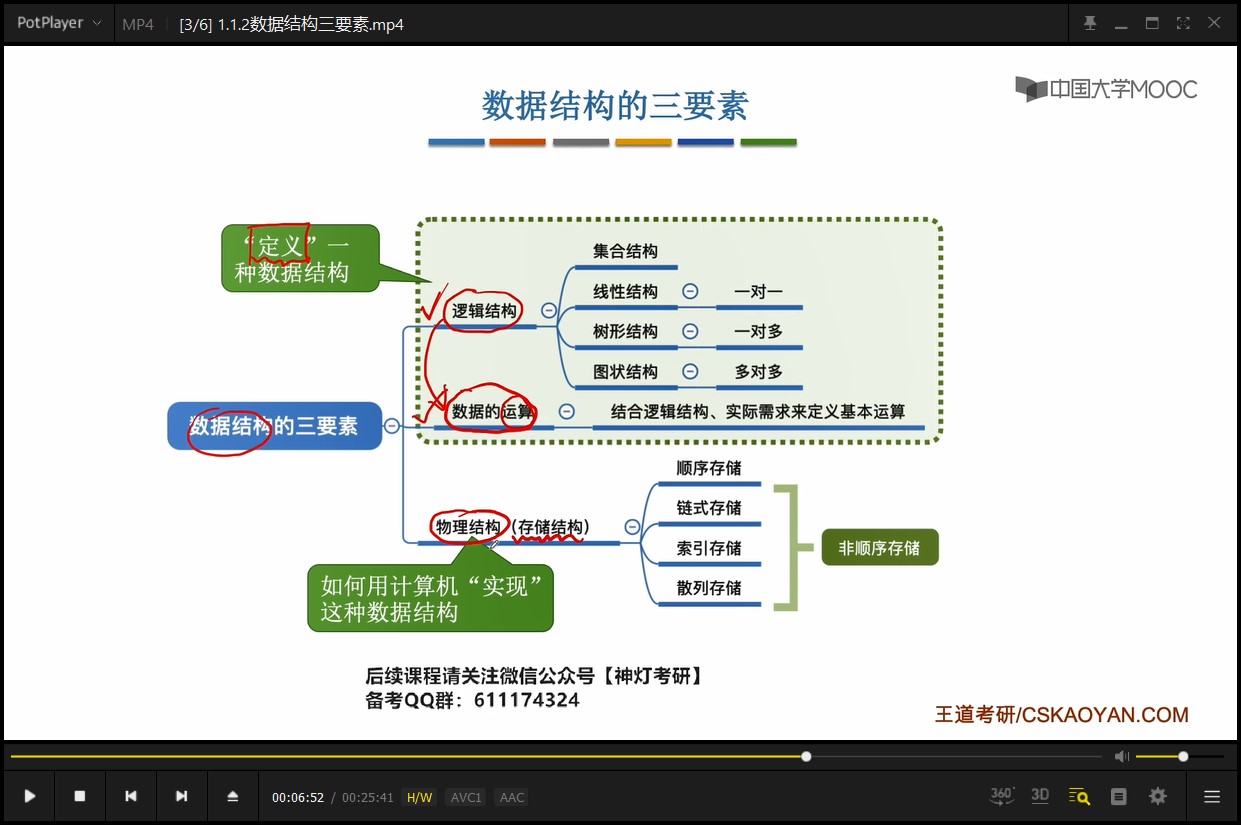 PotPlayer
MP4
[3/6] 1.1.2数据结构三要素.mp4
数据结构的三要素
中国大学MOOC
“定义”一
种数据结构
集合结构
线性结构
一对一
逻辑结构
树形结构
一对多
图状结构
多对多
数据的运算
结合逻辑结构、实际需求来定义基本运算
数据结构的三要素
顺序存储
链式存储
物理结构（存储结构）
索引存储
非顺序存储
散列存储
如何用计算机“实现”
这种数据结构
后续课程请关注微信公众号【神灯考研】
备考QQ群：611174324
王道考研/CSKAOYAN.COM
00:06:52 / 00:25:41 H/W AVC1 AAC
360°
3D